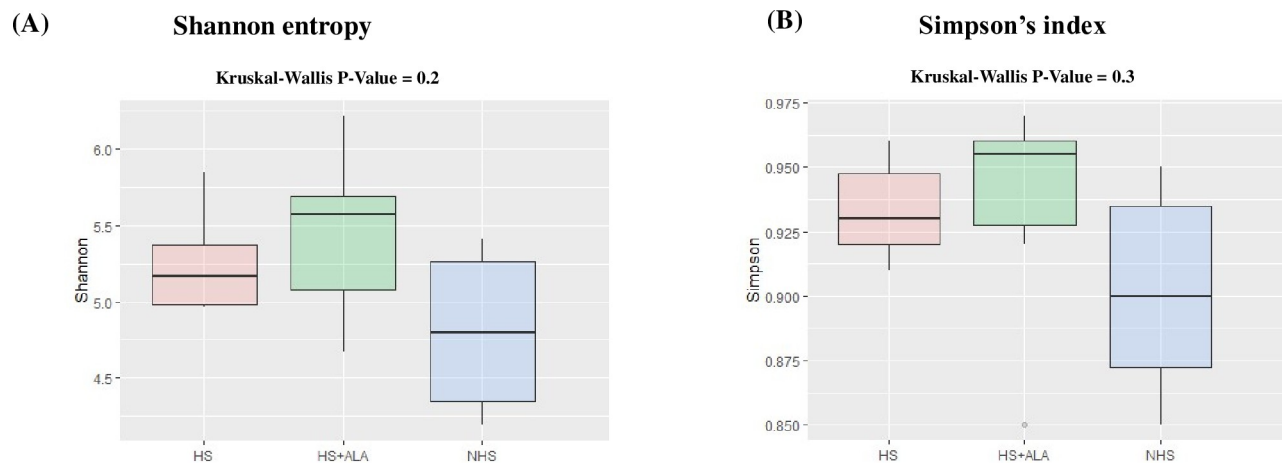 (A) Shannon entropy
Kruskal-Wallis P-Value = 0.2
Shannon
6.0
5.5
5.0
4.5
HS HS+ALA NHS
(B) Simpson’s index
Kruskal-Wallis P-Value = 0.3
Simpson
0.975
0.950
0.925
0.900
0.875
0.850
HS HS+ALA NHS